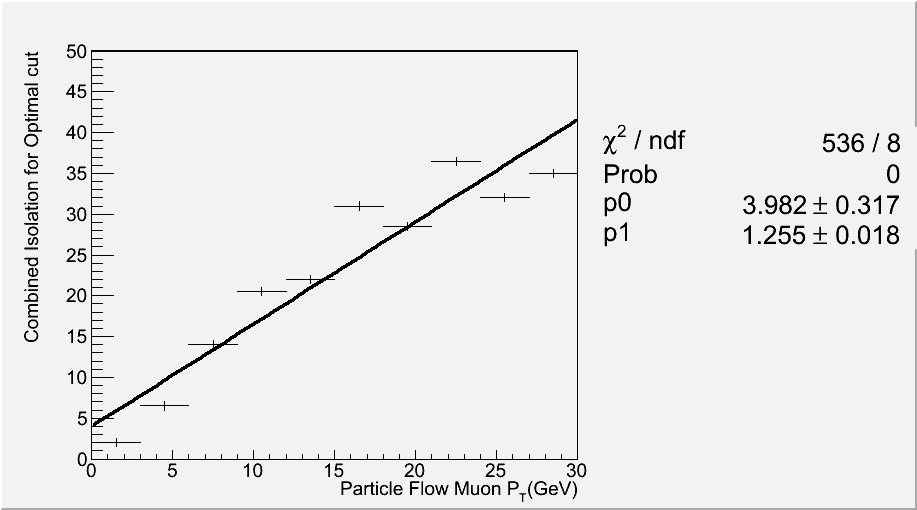 Combined Isolation for Optimal cut
50
45
40
35
30
25
20
15
10
5
0
0 5 10 15 20 25 30
Particle Flow Muon P_T(GeV)
χ² / ndf 536 / 8
Prob 0
p0 3.982 ± 0.317
p1 1.255 ± 0.018